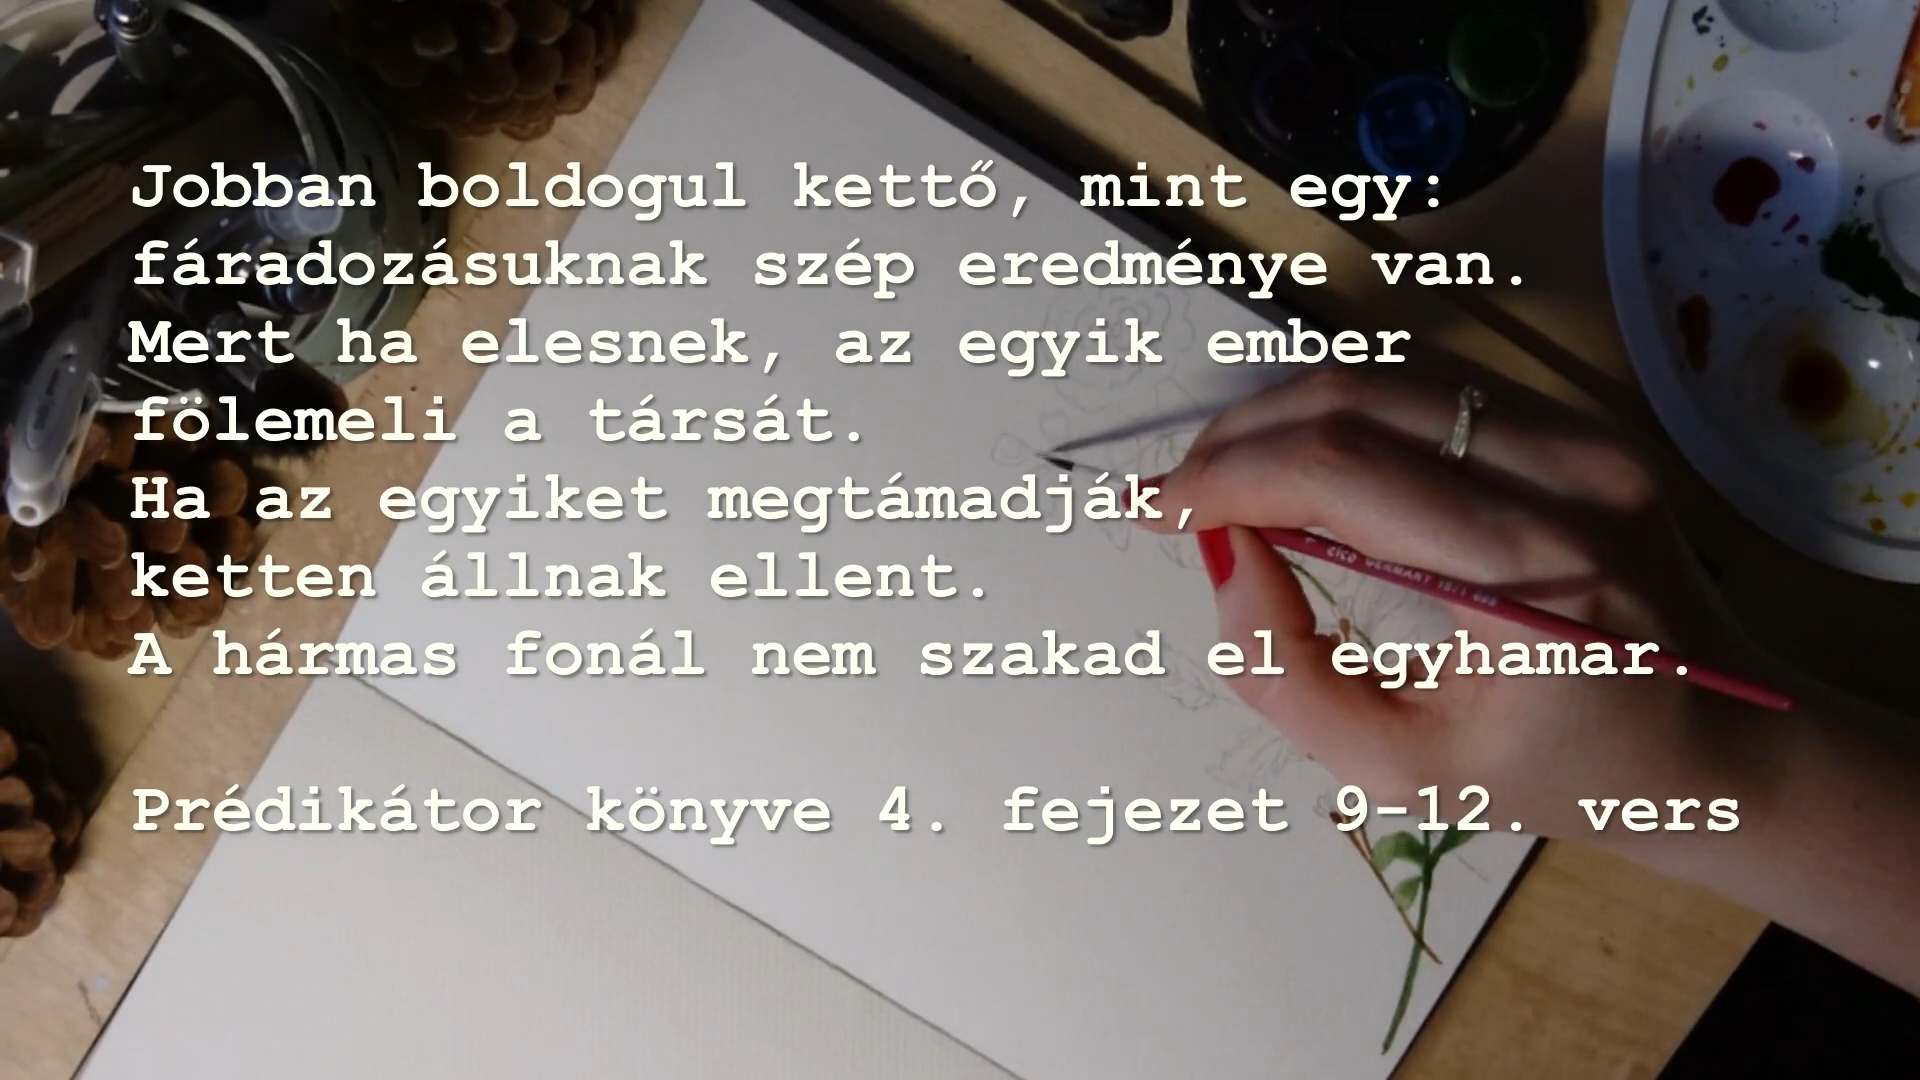 Jobban boldogul kettő, mint egy:
fáradozásuknak szép eredménye van.
Mert ha elesnek, az egyik ember
fölemeli a társát.
Ha az egyiket megtámadják,
ketten állnak ellent.
A hármas fonál nem szakad el egyhamar.
Prédikátor könyve 4. fejezet 9-12. vers